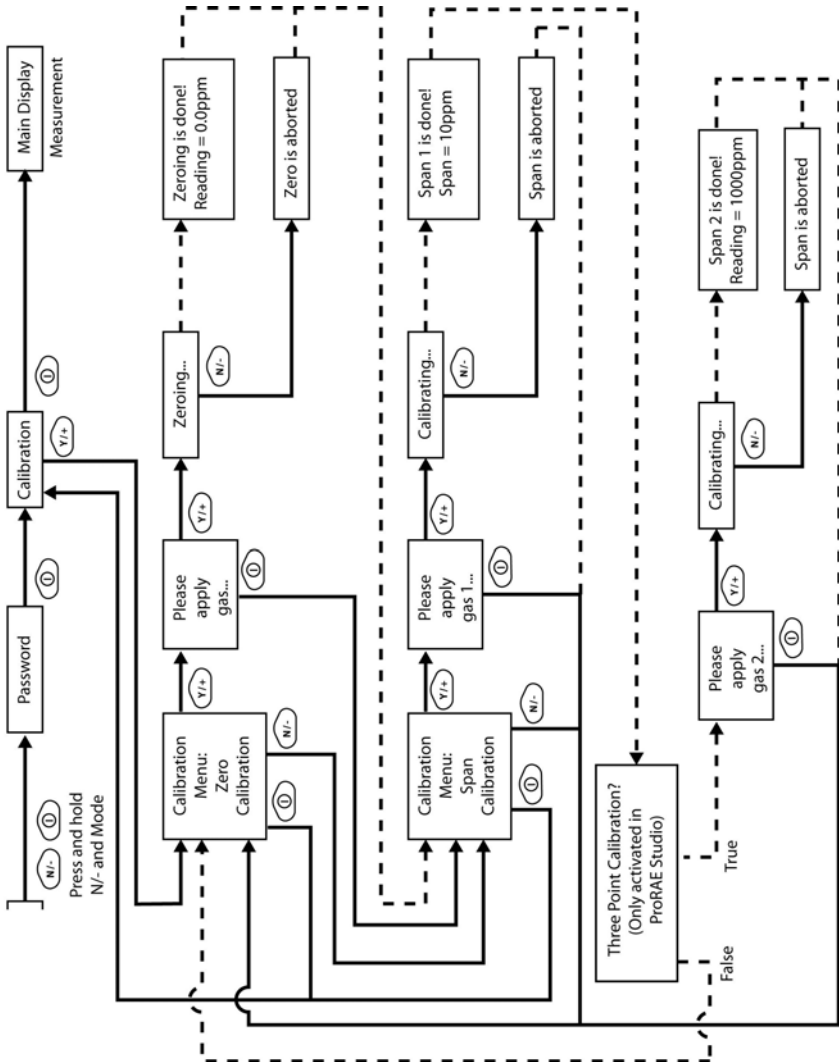 N/-
Press and hold
N/- and Mode
Password
Calibration
Y/+
Main Display
Measurement
Calibration
Menu:
Zero
Calibration
N/-
Y/+
Please
apply
gas...
Y/+
Zeroing...
N/-
Zeroing is done!
Reading = 0.0ppm
Zero is aborted
Calibration
Menu:
Span
Calibration
N/-
Y/+
Please
apply
gas 1...
Y/+
Calibrating...
N/-
Span 1 is done!
Span = 10ppm
Span is aborted
Three Point Calibration?
(Only activated in
ProRAE Studio)
False
True
Please
apply
gas 2...
Y/+
Calibrating...
N/-
Span 2 is done!
Reading = 1000ppm
Span is aborted